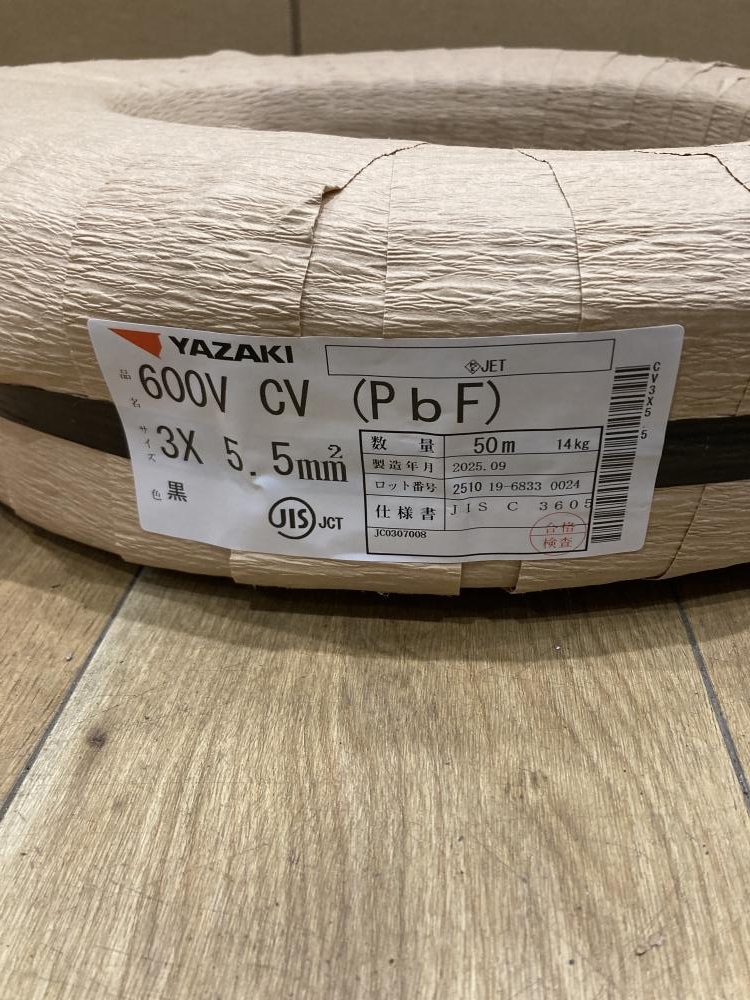 YAZAKI
JET
品名 600V CV (PbF)
サイズ 3X 5.5mm²
色 黒
JIS JCT
数量 50m 14kg
製造年月 2025.09
ロット番号 2510 19-6833 0024
仕様書 JIS C 3605
JC0307008
合格
検査
CV3X5.5